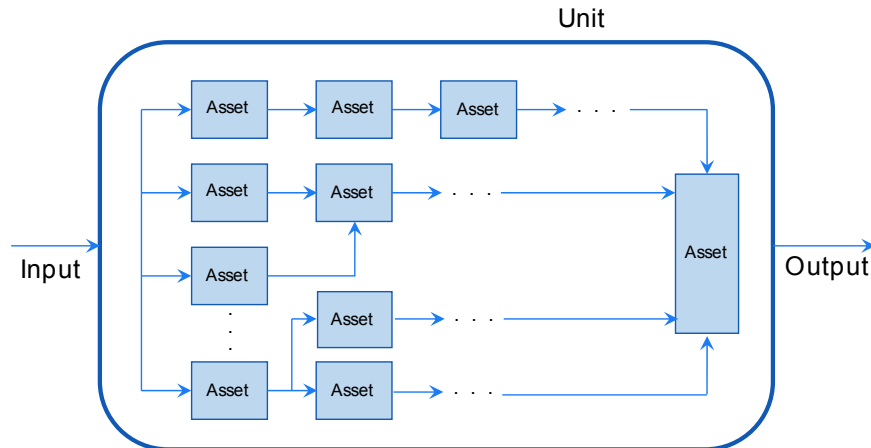 Unit
Asset
Asset
Asset
. . .
Asset
Asset
. . .
Input
Asset
Asset
Output
. . .
Asset
. . .
Asset
Asset
. . .